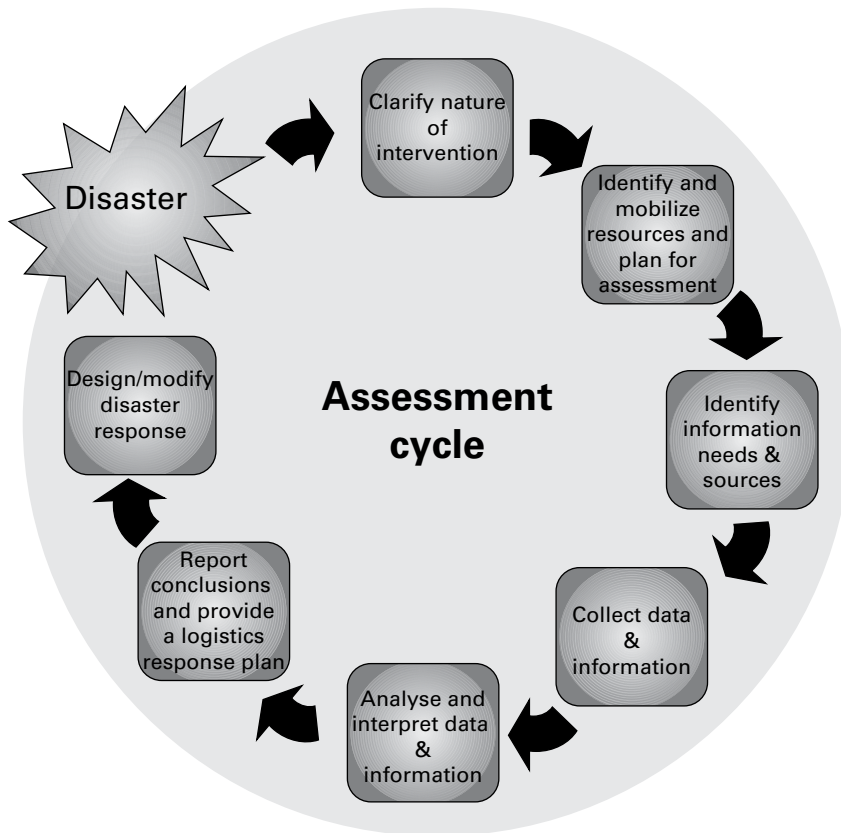 Disaster
Clarify nature
of
intervention
Identify and
mobilize
resources and
plan for
assessment
Identify
information
needs &
sources
Collect data
&
information
Analyse and
interpret data
&
information
Report
conclusions
and provide
a logistics
response plan
Design/modify
disaster
response
Assessment
cycle